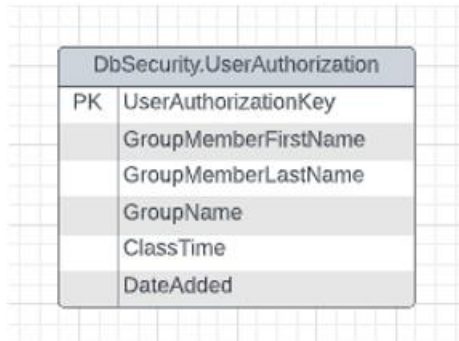 DbSecurity.UserAuthorization
PK UserAuthorizationKey
GroupMemberFirstName
GroupMemberLastName
GroupName
ClassTime
DateAdded